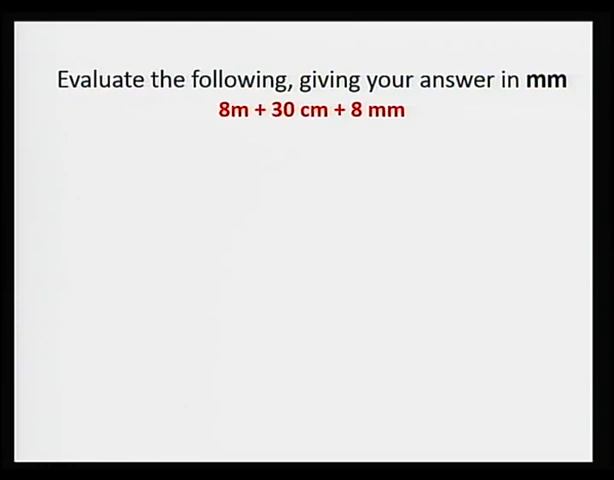 Evaluate the following, giving your answer in mm
8m + 30 cm + 8 mm